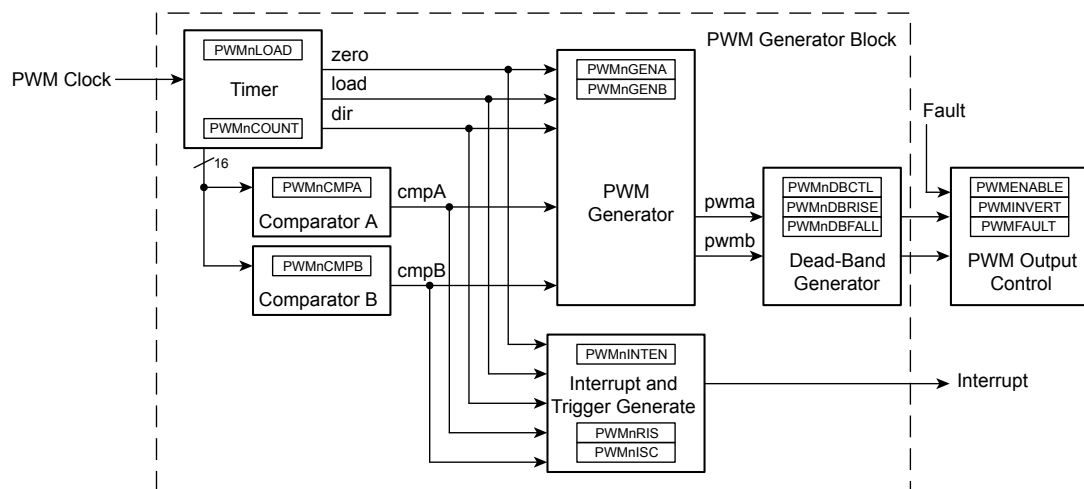 PWM Generator Block
PWM Clock
PWMnLOAD
Timer
PWMnCOUNT
zero
load
dir
16
PWMnCMPA
Comparator A
cmpA
PWMnCMPB
Comparator B
cmpB
PWMnGENA
PWMnGENB
PWM
Generator
pwma
pwmb
PWMnDBCTL
PWMnDBRISE
PWMnDBFALL
Dead-Band
Generator
Fault
PWMENABLE
PWMINVERT
PWMFAULT
PWM Output
Control
PWMnINTEN
Interrupt and
Trigger Generate
PWMnRIS
PWMnISC
Interrupt